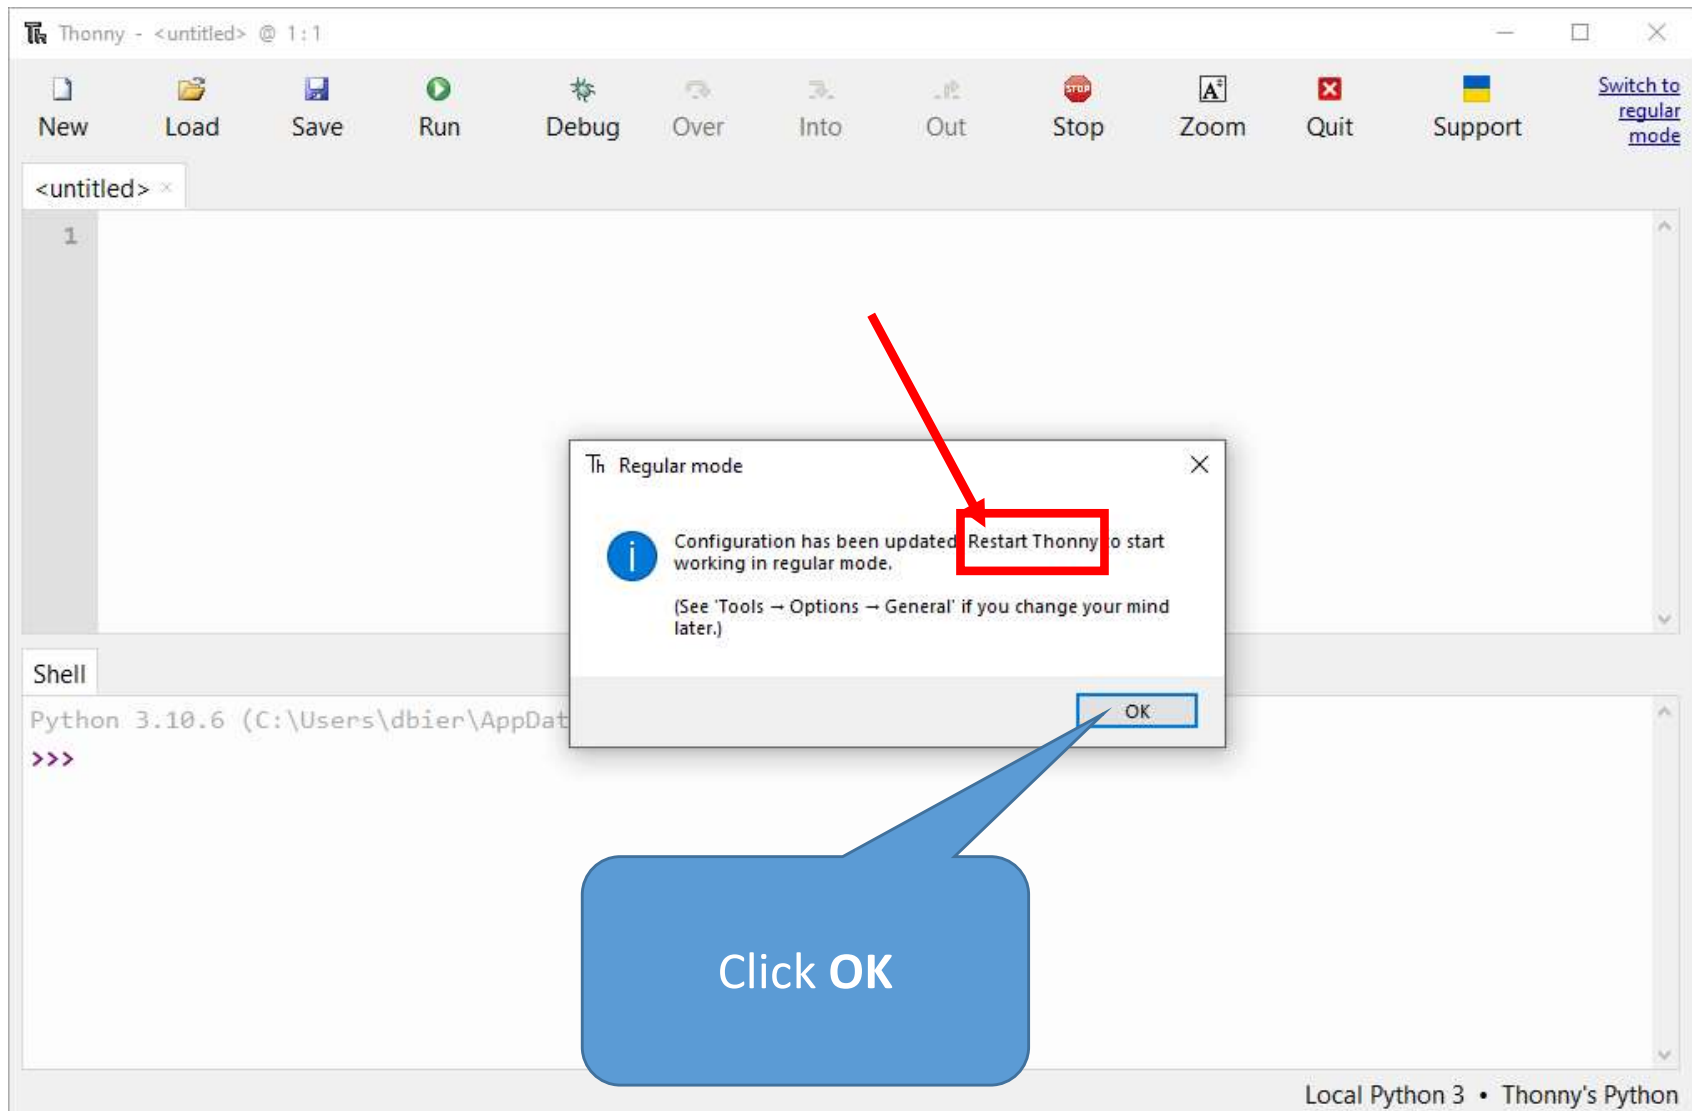 Thonny - <untitled> @ 1:1
New Load Save Run Debug Over Into Out Stop Zoom Quit Support
Switch to
regular
mode
<untitled> ×
1
Th Regular mode
Configuration has been updated. Restart Thonny to start
working in regular mode.
(See 'Tools → Options → General' if you change your mind
later.)
OK
Shell
Python 3.10.6 (C:\Users\dbier\AppDat
>>>
Click OK
Local Python 3 • Thonny's Python